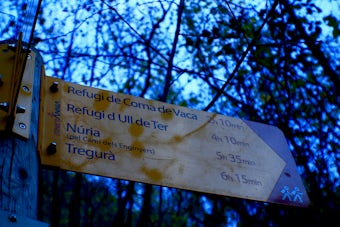 Refugi de Coma de Vaca 2h 10min
Refugi d'Ull de Ter 4h 10min
Núria 5h 35min
(pel Camí dels Enginyers)
Tregurà 6h 15min